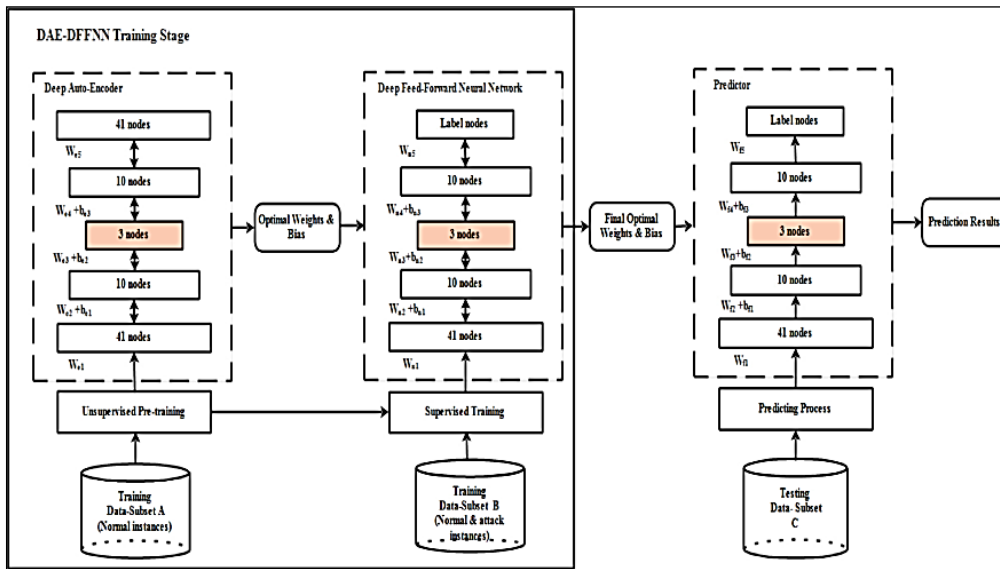 DAE-DFFNN Training Stage
Deep Auto-Encoder
41 nodes
We5
10 nodes
We4 +be3
3 nodes
We3 +be2
10 nodes
We2 +be1
41 nodes
We1
Unsupervised Pre-training
Training
Data-Subset A
(Normal instances)
Optimal Weights &
Bias
Deep Feed-Forward Neural Network
Label nodes
Wn5
10 nodes
Wn4 +bn3
3 nodes
Wn3+bn2
10 nodes
Wn2 +bn1
41 nodes
Wn1
Supervised Training
Training
Data-Subset B
(Normal & attack
instances)
Final Optimal
Weights & Bias
Predictor
Label nodes
Wf5
10 nodes
Wf4+bf3
3 nodes
Wf3+bf2
10 nodes
Wf2 +bf1
41 nodes
Wf1
Predicting Process
Testing
Data- Subset
C
Prediction Results